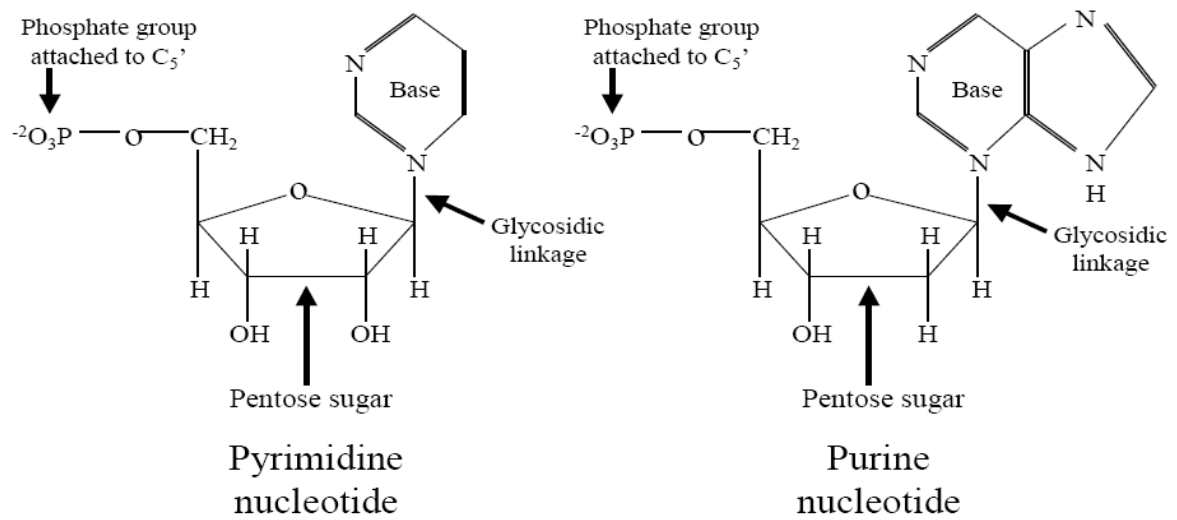 Phosphate group
attached to C5’
N
Base
-2O3P
O
CH2
N
O
Glycosidic
linkage
H
H
H
H
OH
OH
Pentose sugar
Pyrimidine
nucleotide
Phosphate group
attached to C5’
N
N
Base
-2O3P
O
CH2
N
N
H
O
Glycosidic
linkage
H
H
H
H
OH
H
Pentose sugar
Purine
nucleotide